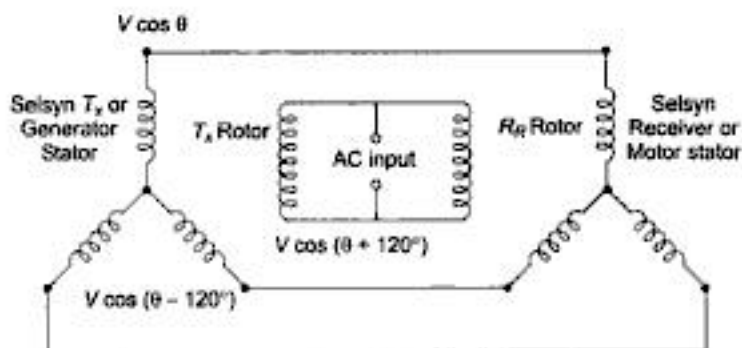 V cos θ
Selsyn Tx or
Generator
Stator
Tx Rotor
AC input
RR Rotor
Selsyn
Receiver or
Motor stator
V cos (θ + 120°)
V cos (θ − 120°)